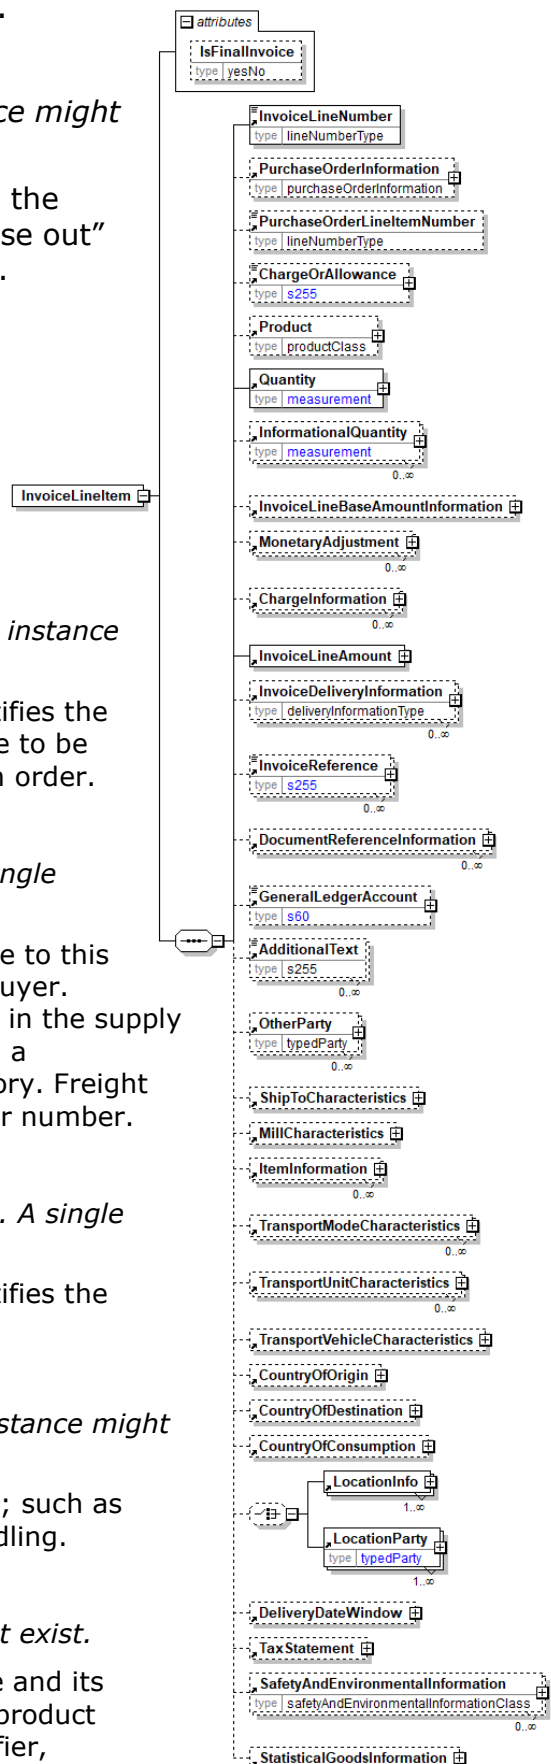 .
ce might
the
se out”
.
instance
tifies the
e to be
n order.
ngle
e to this
uyer.
in the supply
a
ory. Freight
r number.
. A single
tifies the
stance might
; such as
dling.
t exist.
e and its
product
fier,
attributes
IsFinalInvoice
type yesNo
InvoiceLineItem
InvoiceLineNumber
type lineNumberType
PurchaseOrderInformation
type purchaseOrderInformation
PurchaseOrderLineItemNumber
type lineNumberType
ChargeOrAllowance
type s255
Product
type productClass
Quantity
type measurement
InformationalQuantity
type measurement
0..∞
InvoiceLineBaseAmountInformation
MonetaryAdjustment
0..∞
ChargeInformation
0..∞
InvoiceLineAmount
InvoiceDeliveryInformation
type deliveryInformationType
0..∞
InvoiceReference
type s255
0..∞
DocumentReferenceInformation
0..∞
GeneralLedgerAccount
type s60
AdditionalText
type s255
0..∞
OtherParty
type typedParty
0..∞
ShipToCharacteristics
MillCharacteristics
ItemInformation
0..∞
TransportModeCharacteristics
0..∞
TransportUnitCharacteristics
0..∞
TransportVehicleCharacteristics
CountryOfOrigin
CountryOfDestination
CountryOfConsumption
LocationInfo
1..∞
LocationParty
type typedParty
1..∞
DeliveryDateWindow
TaxStatement
SafetyAndEnvironmentalInformation
type safetyAndEnvironmentalInformationClass
0..∞
StatisticalGoodsInformation